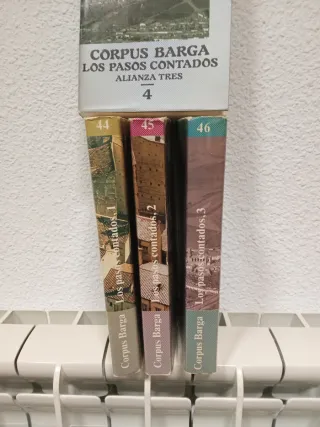 CORPUS BARGA
LOS PASOS CONTADOS
ALIANZA TRES
4
44
Corpus Barga Los pasos contados, 1
45
Corpus Barga Los pasos contados, 2
46
Corpus Barga Los pasos contados, 3